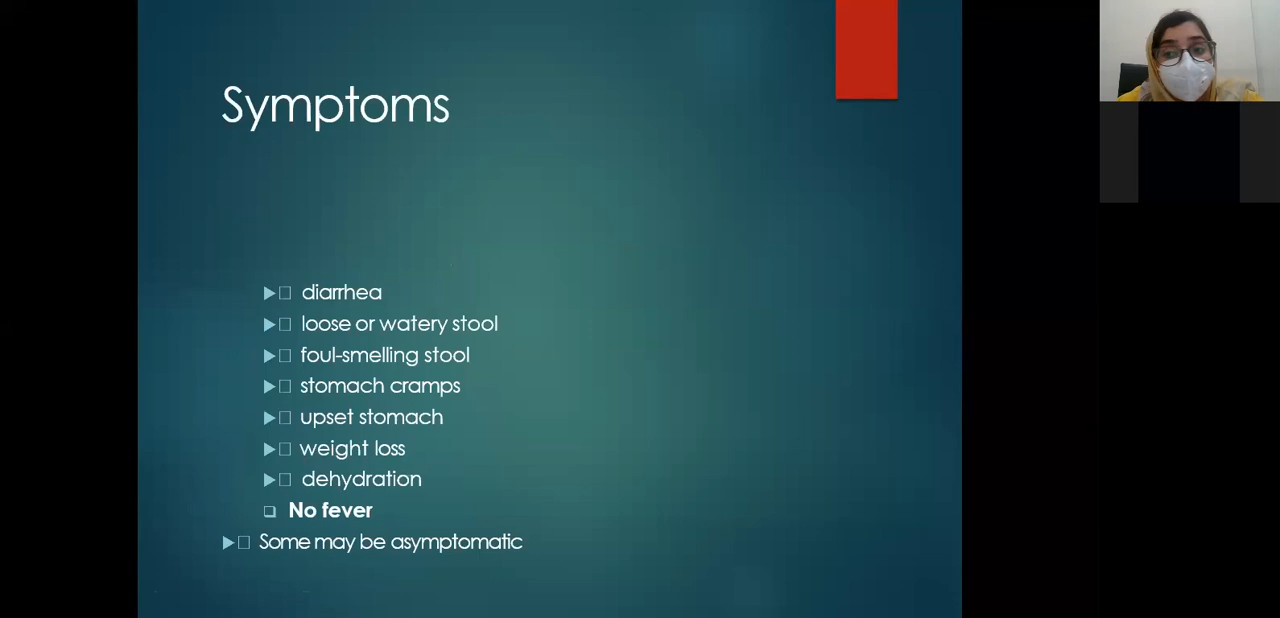 Symptoms
diarrhea
loose or watery stool
foul-smelling stool
stomach cramps
upset stomach
weight loss
dehydration
No fever
Some may be asymptomatic